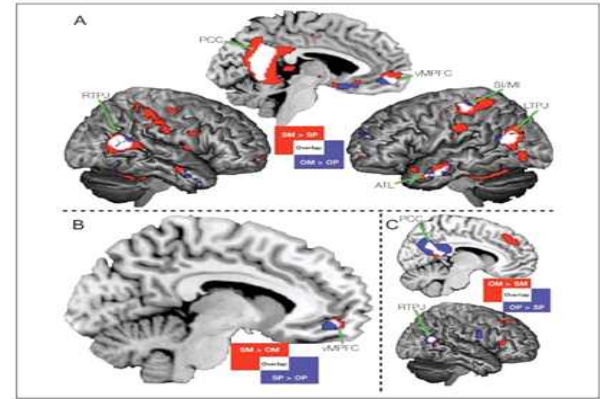 A
PCC
vMPFC
RTPJ
SI/MI
LTPJ
SM > SP
Overlap
OM > OP
ATL
B
SM > OM
Overlap
SP > OP
vMPFC
C
PCC
OM > SM
Overlap
OP > SP
RTPJ